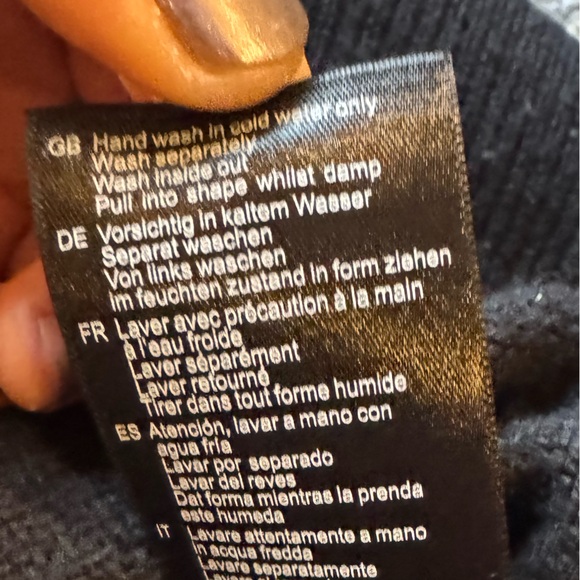 GB Hand wash in cold water only
Wash separately
Wash inside out
Pull into shape whilst damp
DE Vorsichtig in kaltem Wasser
Separat waschen
Von links waschen
im feuchten zustand in form ziehen
FR Laver avec précaution à la main
à l'eau froide
Laver séparément
Laver retourné
Tirer dans tout forme humide
ES Atención, lavar a mano con
agua fría
Lavar por separado
Lavar del reves
Dat forma mientras la prenda
este humeda
IT Lavare attentamente a mano
in acqua fredda
Lavare separatamente
Lavare